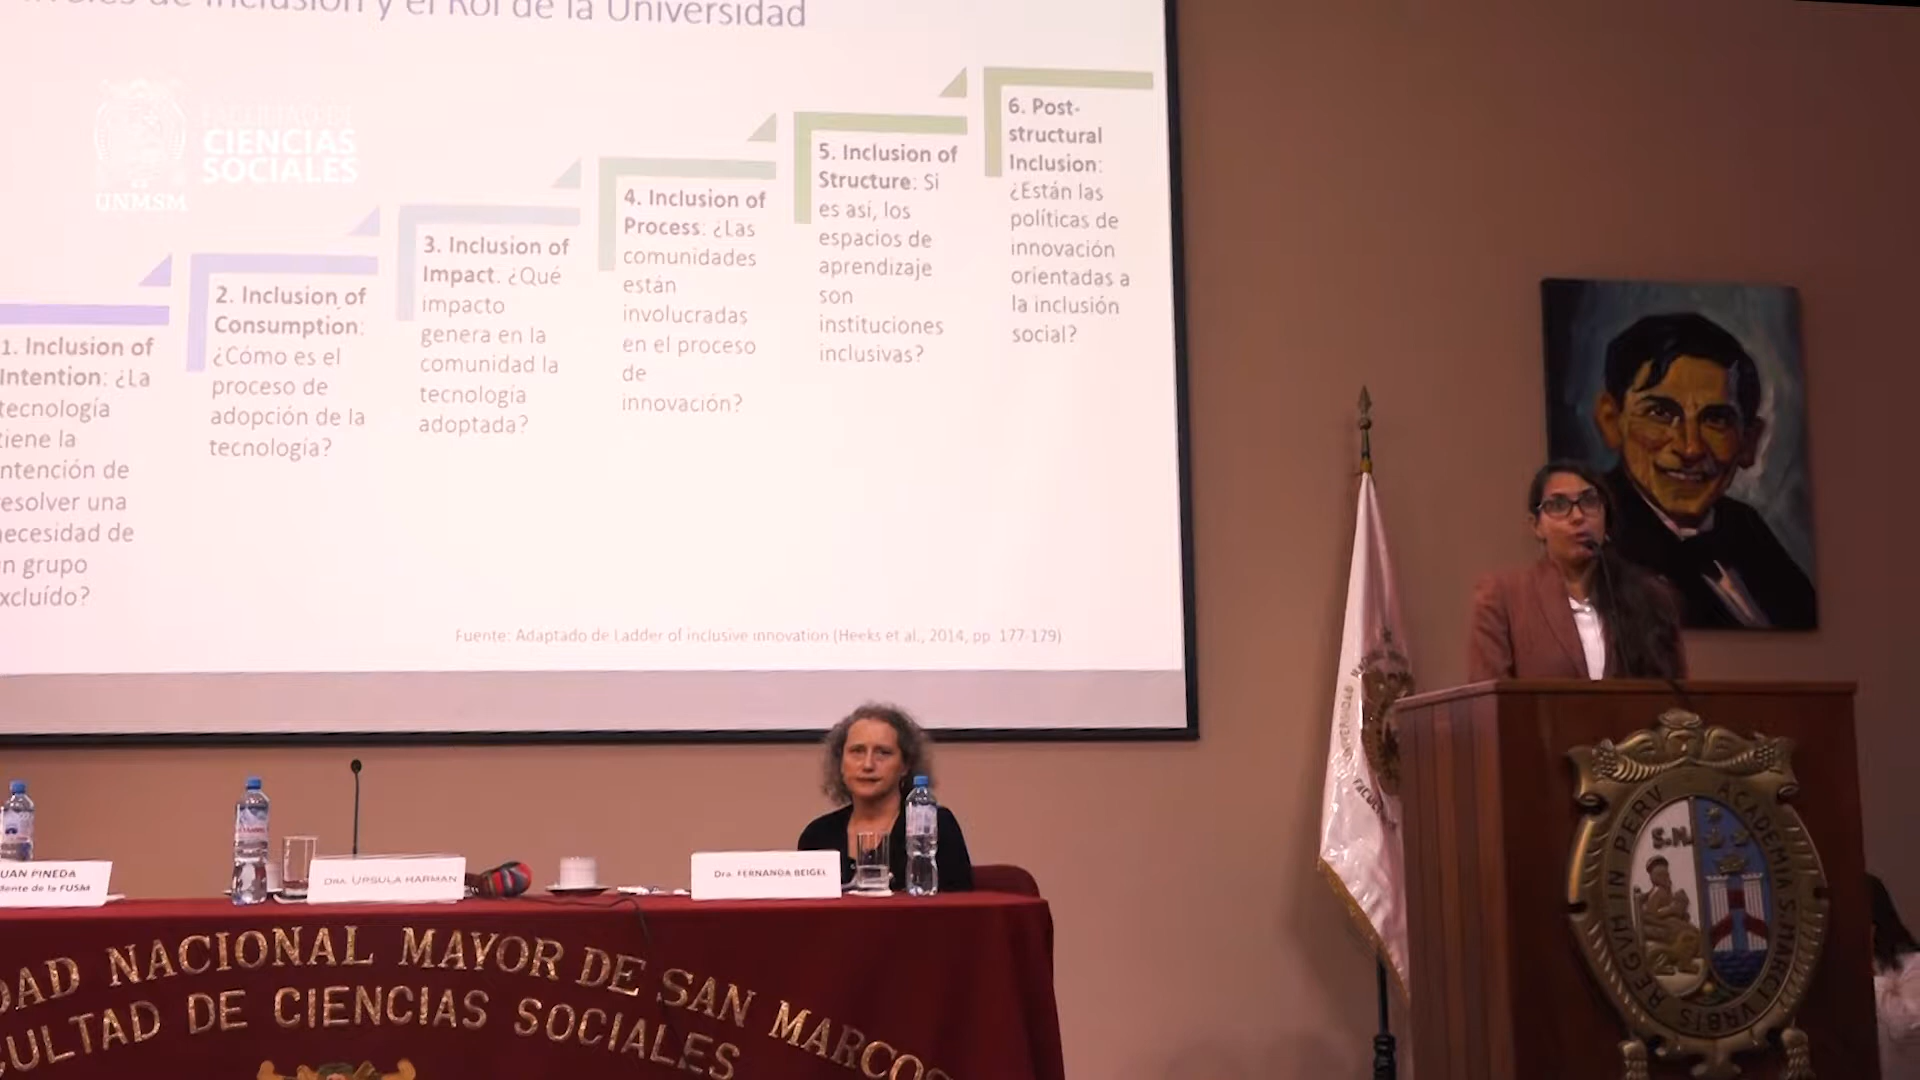 de Inclusión y el Rol de la Universidad
FACULTAD DE
CIENCIAS
SOCIALES
UNMSM
1. Inclusion of
Intention: ¿La
tecnología
tiene la
intención de
resolver una
necesidad de
un grupo
excluído?
2. Inclusion of
Consumption:
¿Cómo es el
proceso de
adopción de la
tecnología?
3. Inclusion of
Impact. ¿Qué
impacto
genera en la
comunidad la
tecnología
adoptada?
4. Inclusion of
Process: ¿Las
comunidades
están
involucradas
en el proceso
de
innovación?
5. Inclusion of
Structure: Si
es así, los
espacios de
aprendizaje
son
instituciones
inclusivas?
6. Post-
structural
Inclusion:
¿Están las
políticas de
innovación
orientadas a
la inclusión
social?
Fuente: Adaptado de Ladder of inclusive innovation (Heeks et al., 2014, pp. 177-179)
UAN PINEDA
dente de la FUSM
Dra. URSULA HARMAN
Dra. FERNANDA BEIGEL
DAD NACIONAL MAYOR DE SAN MARCOS
CULTAD DE CIENCIAS SOCIALES
ACADEMIA S. MARCI VRBIS REGVM IN PERV